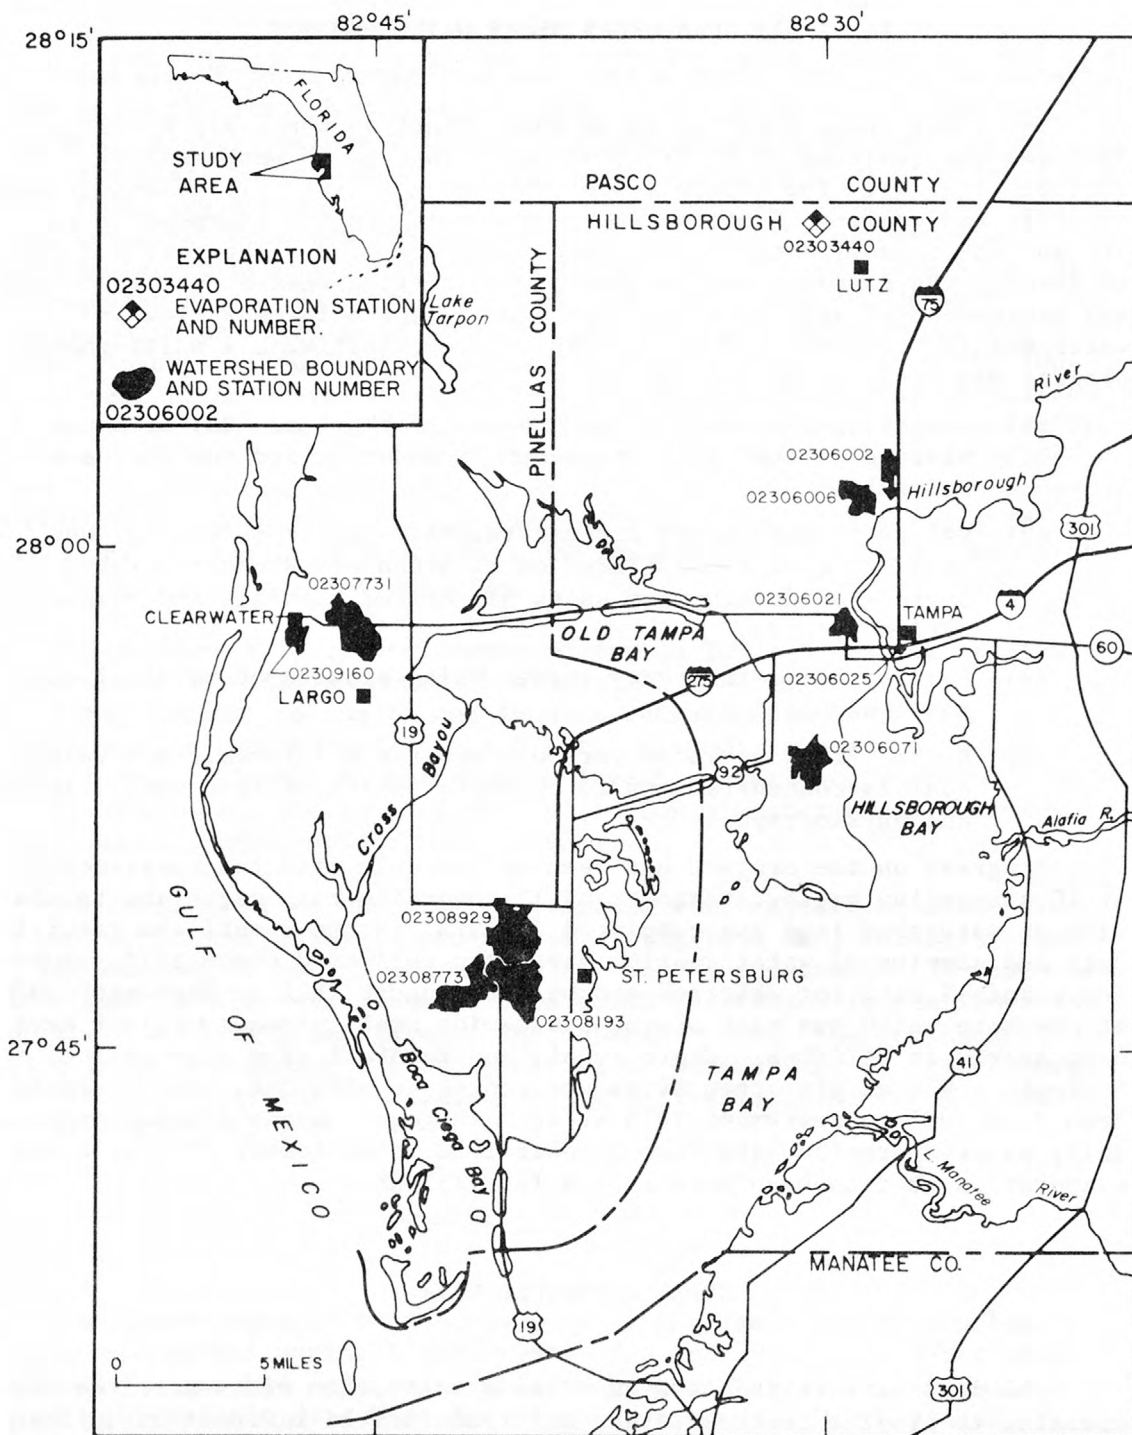 82°45'
82°30'
28°15'
FLORIDA
STUDY
AREA
PASCO COUNTY
HILLSBOROUGH COUNTY
02303440
LUTZ
EXPLANATION
02303440
EVAPORATION STATION
AND NUMBER.
WATERSHED BOUNDARY
AND STATION NUMBER
02306002
Lake
Tarpon
PINELLAS COUNTY
75
River
02306002
02306006
Hillsborough
301
28°00'
02307731
CLEARWATER
02309160
LARGO
OLD TAMPA
BAY
02306021
TAMPA
4
60
275
02306025
19
Cross Bayou
92
02306071
HILLSBOROUGH
BAY
Alafia R.
GULF OF MEXICO
02308929
02308773
ST. PETERSBURG
02308193
27°45'
Boca Ciega Bay
TAMPA
BAY
41
L. Manatee River
MANATEE CO.
19
0 5 MILES
301